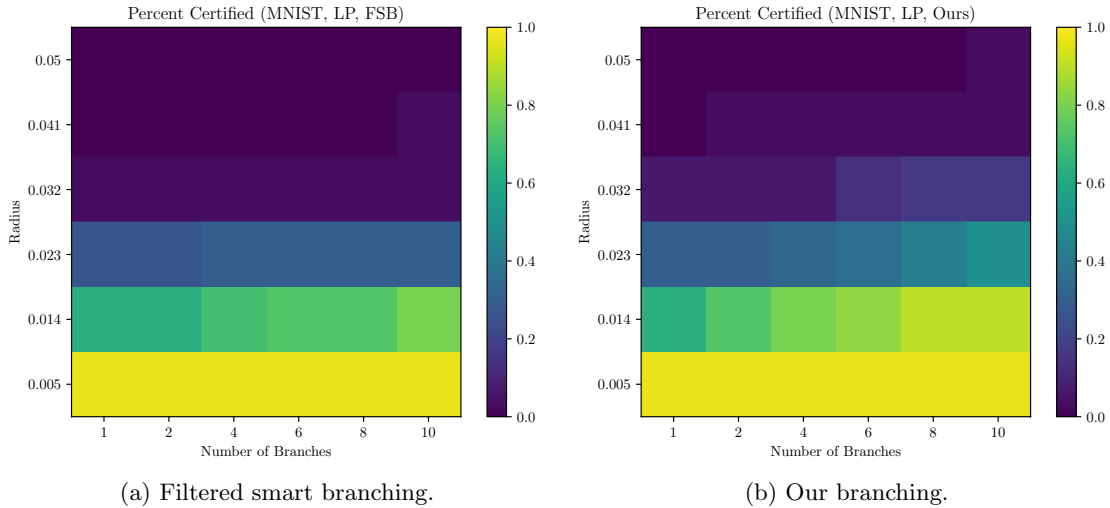 Percent Certified (MNIST, LP, FSB)
0.05
0.041
0.032
0.023
0.014
0.005
Radius
1 2 4 6 8 10
Number of Branches
1.0
0.8
0.6
0.4
0.2
0.0
(a) Filtered smart branching.
Percent Certified (MNIST, LP, Ours)
0.05
0.041
0.032
0.023
0.014
0.005
Radius
1 2 4 6 8 10
Number of Branches
1.0
0.8
0.6
0.4
0.2
0.0
(b) Our branching.